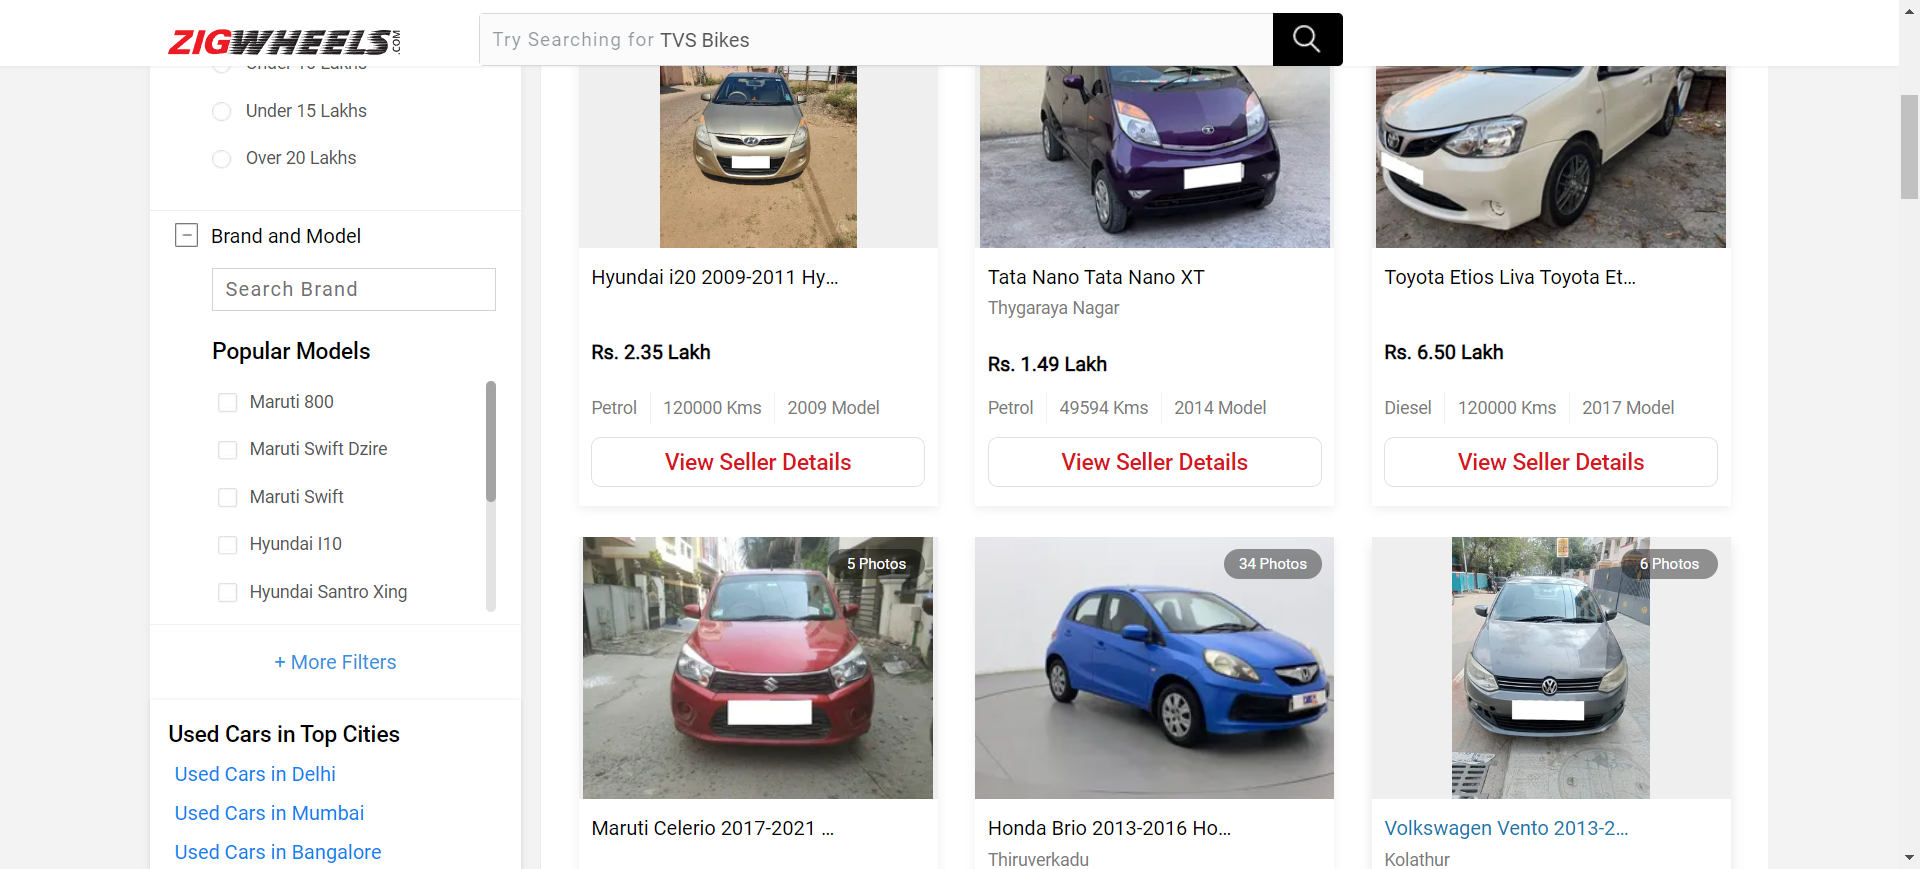 ZIGWHEELS.COM
Try Searching for TVS Bikes
Under 10 Lakhs
Under 15 Lakhs
Over 20 Lakhs
Brand and Model
Search Brand
Popular Models
Maruti 800
Maruti Swift Dzire
Maruti Swift
Hyundai I10
Hyundai Santro Xing
+ More Filters
Used Cars in Top Cities
Used Cars in Delhi
Used Cars in Mumbai
Used Cars in Bangalore
Hyundai i20 2009-2011 Hy...
Rs. 2.35 Lakh
Petrol 120000 Kms 2009 Model
View Seller Details
Tata Nano Tata Nano XT
Thygaraya Nagar
Rs. 1.49 Lakh
Petrol 49594 Kms 2014 Model
View Seller Details
Toyota Etios Liva Toyota Et...
Rs. 6.50 Lakh
Diesel 120000 Kms 2017 Model
View Seller Details
5 Photos
Maruti Celerio 2017-2021 ...
34 Photos
Honda Brio 2013-2016 Ho...
Thiruverkadu
6 Photos
Volkswagen Vento 2013-2...
Kolathur